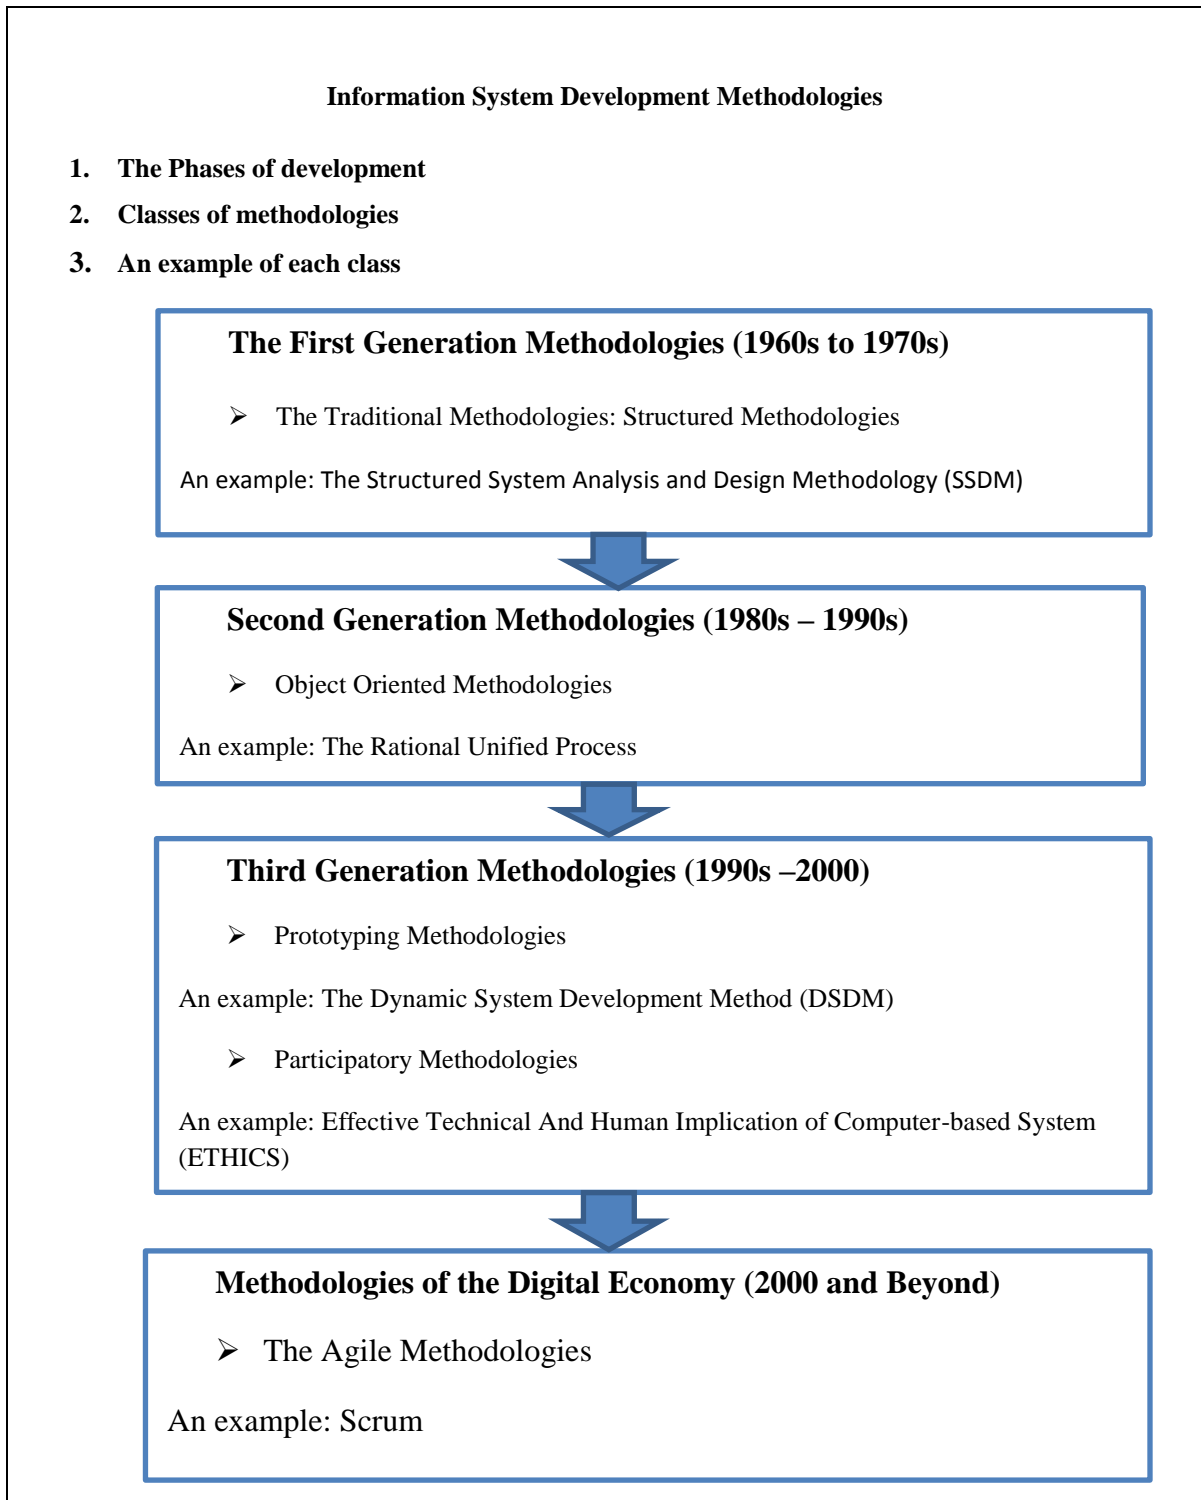 Information System Development Methodologies
1. The Phases of development
2. Classes of methodologies
3. An example of each class
The First Generation Methodologies (1960s to 1970s)
➢ The Traditional Methodologies: Structured Methodologies
An example: The Structured System Analysis and Design Methodology (SSDM)
Second Generation Methodologies (1980s – 1990s)
➢ Object Oriented Methodologies
An example: The Rational Unified Process
Third Generation Methodologies (1990s –2000)
➢ Prototyping Methodologies
An example: The Dynamic System Development Method (DSDM)
➢ Participatory Methodologies
An example: Effective Technical And Human Implication of Computer-based System
(ETHICS)
Methodologies of the Digital Economy (2000 and Beyond)
➢ The Agile Methodologies
An example: Scrum